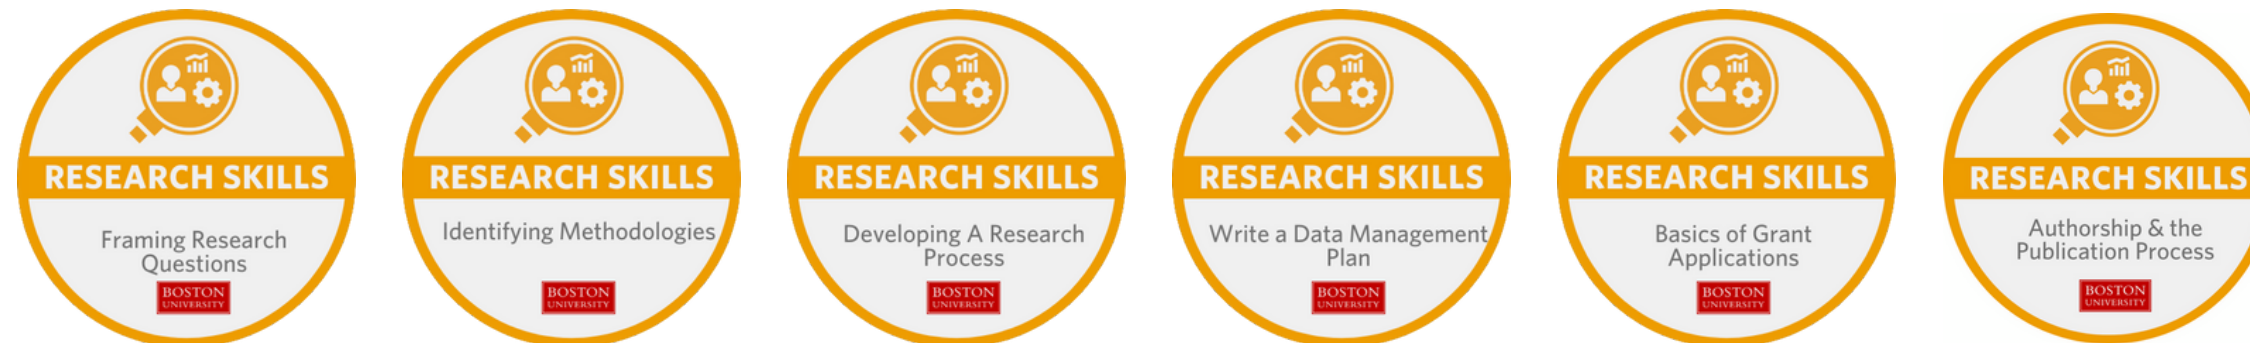 RESEARCH SKILLS
Framing Research
Questions
BOSTON
UNIVERSITY
RESEARCH SKILLS
Identifying Methodologies
BOSTON
UNIVERSITY
RESEARCH SKILLS
Developing A Research
Process
BOSTON
UNIVERSITY
RESEARCH SKILLS
Write a Data Management
Plan
BOSTON
UNIVERSITY
RESEARCH SKILLS
Basics of Grant
Applications
BOSTON
UNIVERSITY
RESEARCH SKILLS
Authorship & the
Publication Process
BOSTON
UNIVERSITY